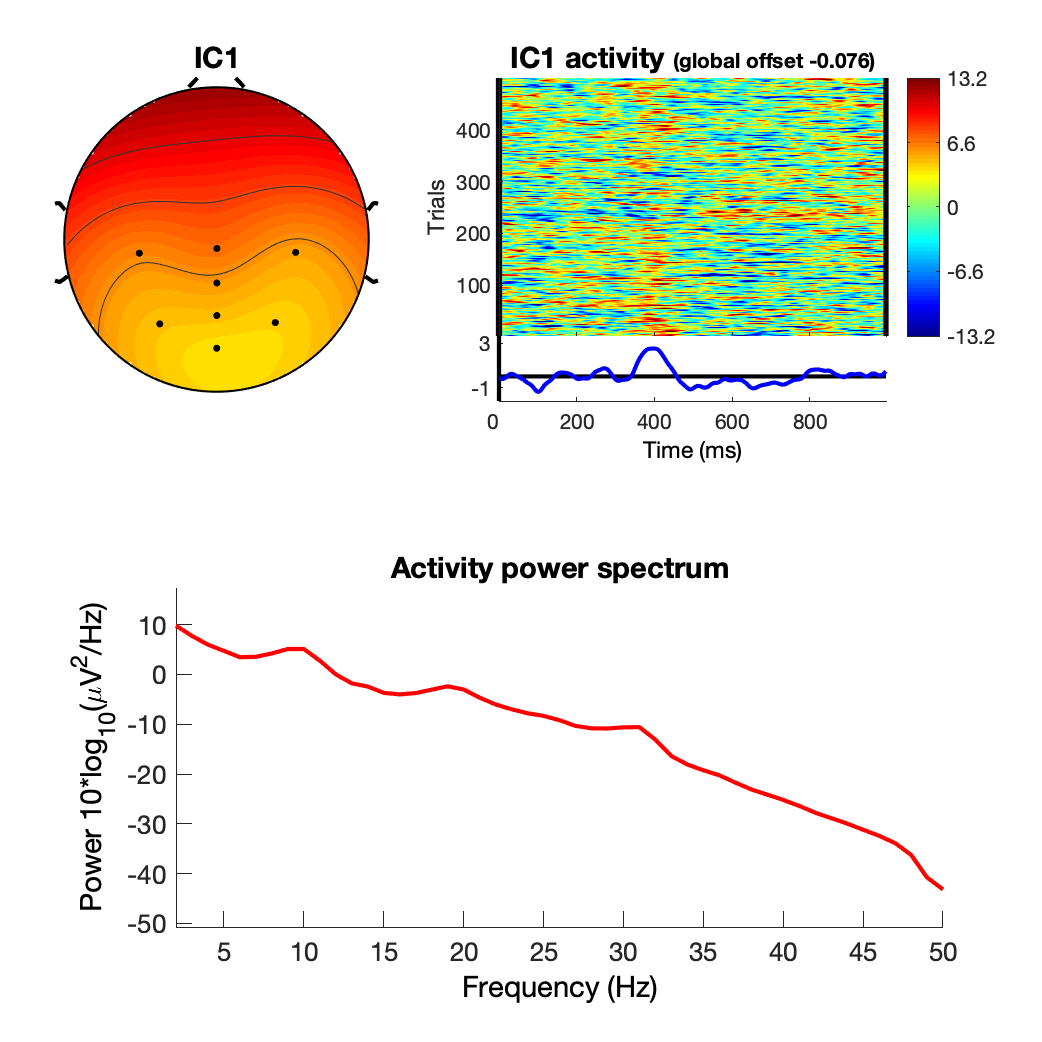 IC1
IC1 activity (global offset -0.076)
Trials
400
300
200
100
13.2
6.6
0
-6.6
-13.2
3
-1
0 200 400 600 800
Time (ms)
Activity power spectrum
Power 10*log10(μV2/Hz)
10
0
-10
-20
-30
-40
-50
5 10 15 20 25 30 35 40 45 50
Frequency (Hz)